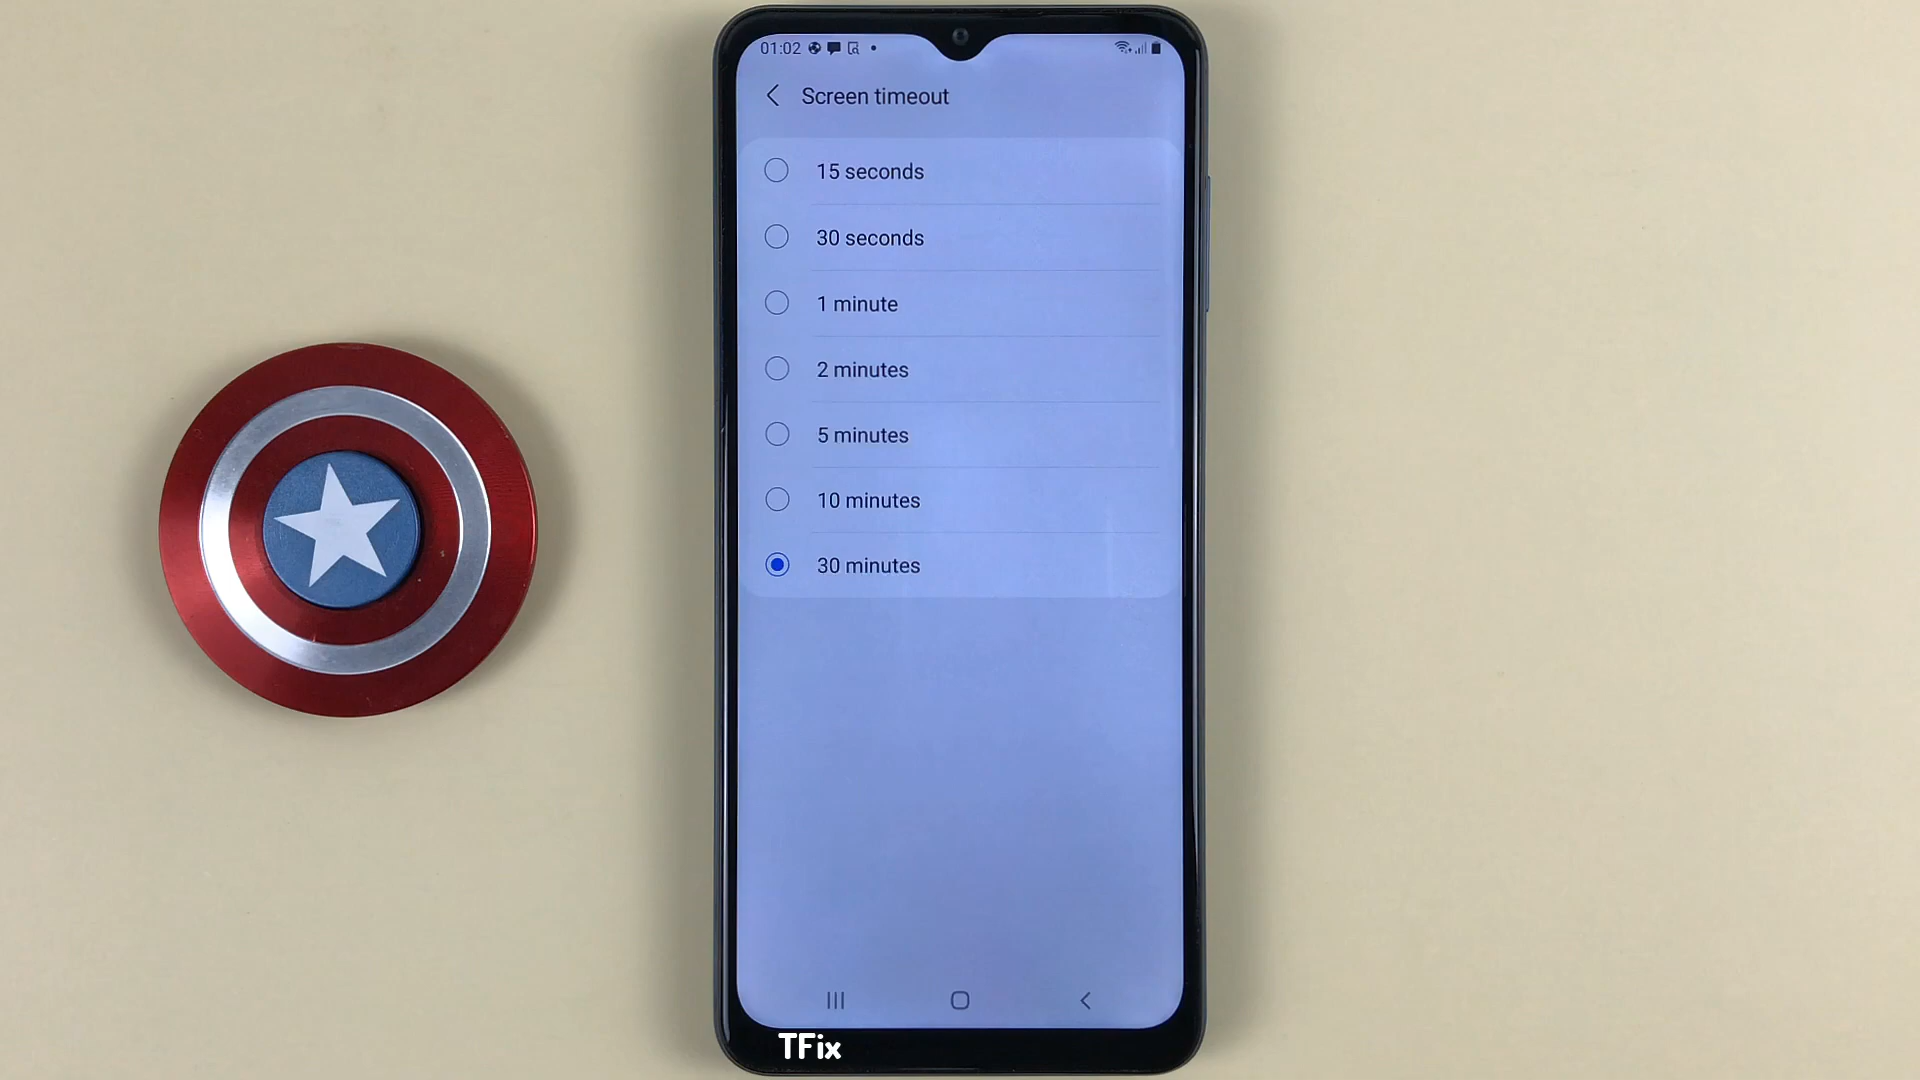 01:02
Screen timeout
15 seconds
30 seconds
1 minute
2 minutes
5 minutes
10 minutes
30 minutes
TFix